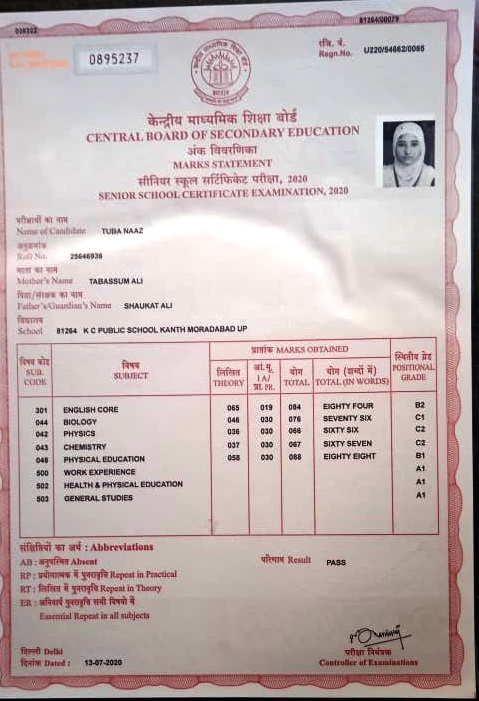 81264/00079
0895237
रजि. नं.
Regn.No. U220/54662/0065
केन्द्रीय माध्यमिक शिक्षा बोर्ड
CENTRAL BOARD OF SECONDARY EDUCATION
अंक विवरणिका
MARKS STATEMENT
सीनियर स्कूल सर्टिफिकेट परीक्षा, 2020
SENIOR SCHOOL CERTIFICATE EXAMINATION, 2020
परीक्षार्थी का नाम
Name of Candidate TUBA NAAZ
अनुक्रमांक
Roll No. 25646936
माता का नाम
Mother's Name TABASSUM ALI
पिता/संरक्षक का नाम
Father's/Guardian's Name SHAUKAT ALI
विद्यालय
School 81264 K C PUBLIC SCHOOL KANTH MORADABAD UP
विषय कोड SUB. CODE
विषय SUBJECT
प्राप्तांक MARKS OBTAINED
लिखित THEORY
आं.मू. IA/ प्रा. PR.
योग TOTAL
योग (शब्दों में) TOTAL (IN WORDS)
स्थितीय ग्रेड POSITIONAL GRADE
301 ENGLISH CORE 065 019 084 EIGHTY FOUR B2
044 BIOLOGY 046 030 076 SEVENTY SIX C1
042 PHYSICS 036 030 066 SIXTY SIX C2
043 CHEMISTRY 037 030 067 SIXTY SEVEN C2
048 PHYSICAL EDUCATION 058 030 088 EIGHTY EIGHT B1
500 WORK EXPERIENCE A1
502 HEALTH & PHYSICAL EDUCATION A1
503 GENERAL STUDIES A1
संक्षिप्तियों का अर्थ : Abbreviations
AB : अनुपस्थित Absent
परिणाम Result PASS
RP : प्रयोगात्मक में पुनरावृत्ति Repeat in Practical
RT : लिखित में पुनरावृत्ति Repeat in Theory
ER : अनिवार्य पुनरावृत्ति सभी विषयों में
Essential Repeat in all subjects
दिल्ली Delhi
दिनांक Dated : 13-07-2020
परीक्षा नियंत्रक
Controller of Examinations